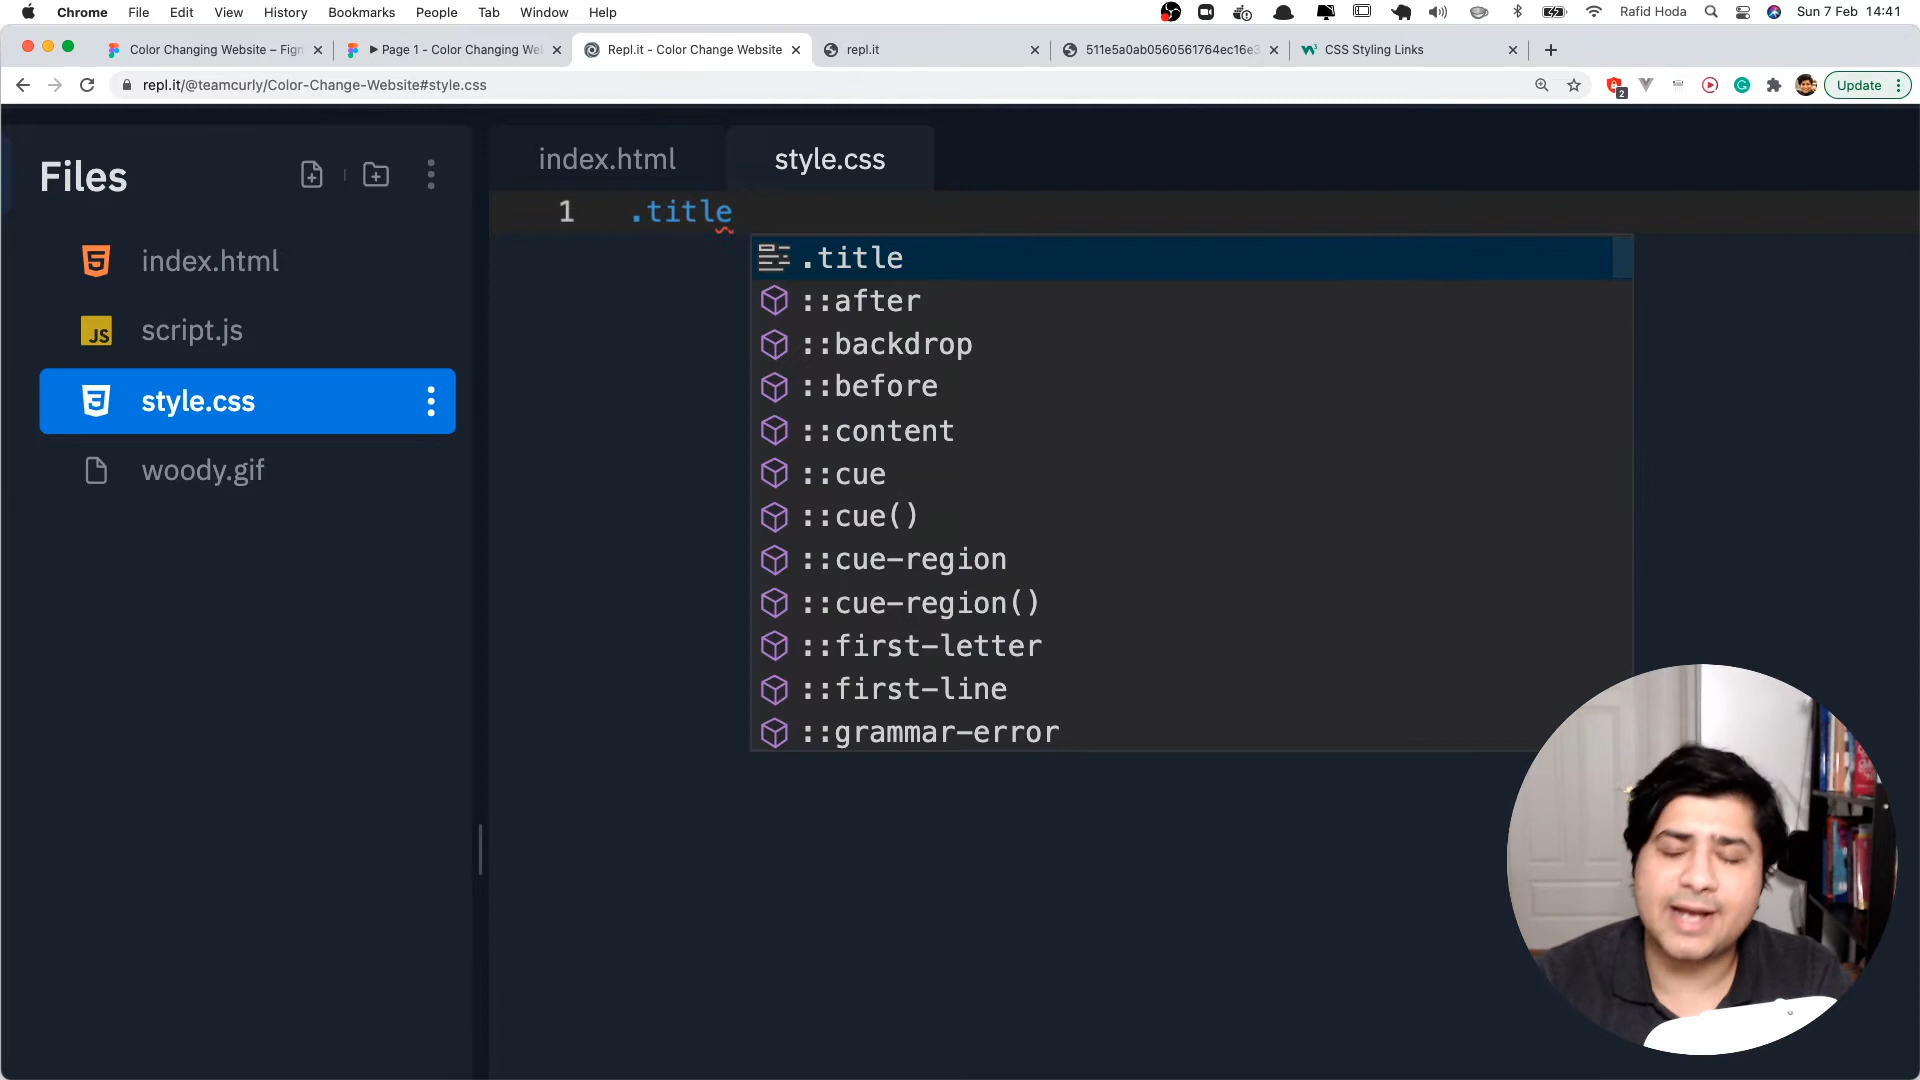 Chrome File Edit View History Bookmarks People Tab Window Help Rafid Hoda Sun 7 Feb 14:41
Color Changing Website – Figm Page 1 - Color Changing We Repl.it - Color Change Website repl.it 511e5a0ab0560561764ec16e3 CSS Styling Links
repl.it/@teamcurly/Color-Change-Website#style.css 2 Update
Files
index.html
script.js
style.css
woody.gif
index.html style.css
1 .title
.title
::after
::backdrop
::before
::content
::cue
::cue()
::cue-region
::cue-region()
::first-letter
::first-line
::grammar-error